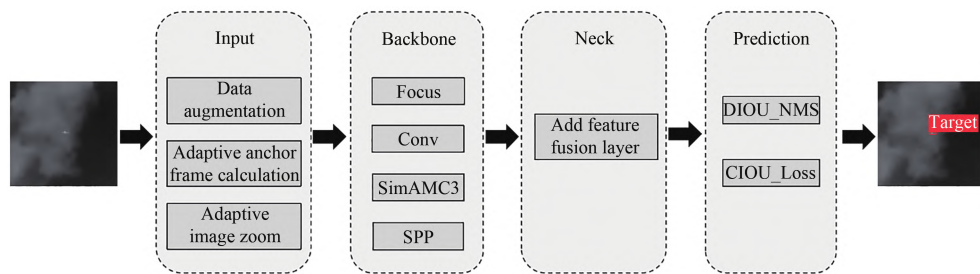 Input
Data
augmentation
Adaptive anchor
frame calculation
Adaptive
image zoom
Backbone
Focus
Conv
SimAMC3
SPP
Neck
Add feature
fusion layer
Prediction
DIOU_NMS
CIOU_Loss
Target